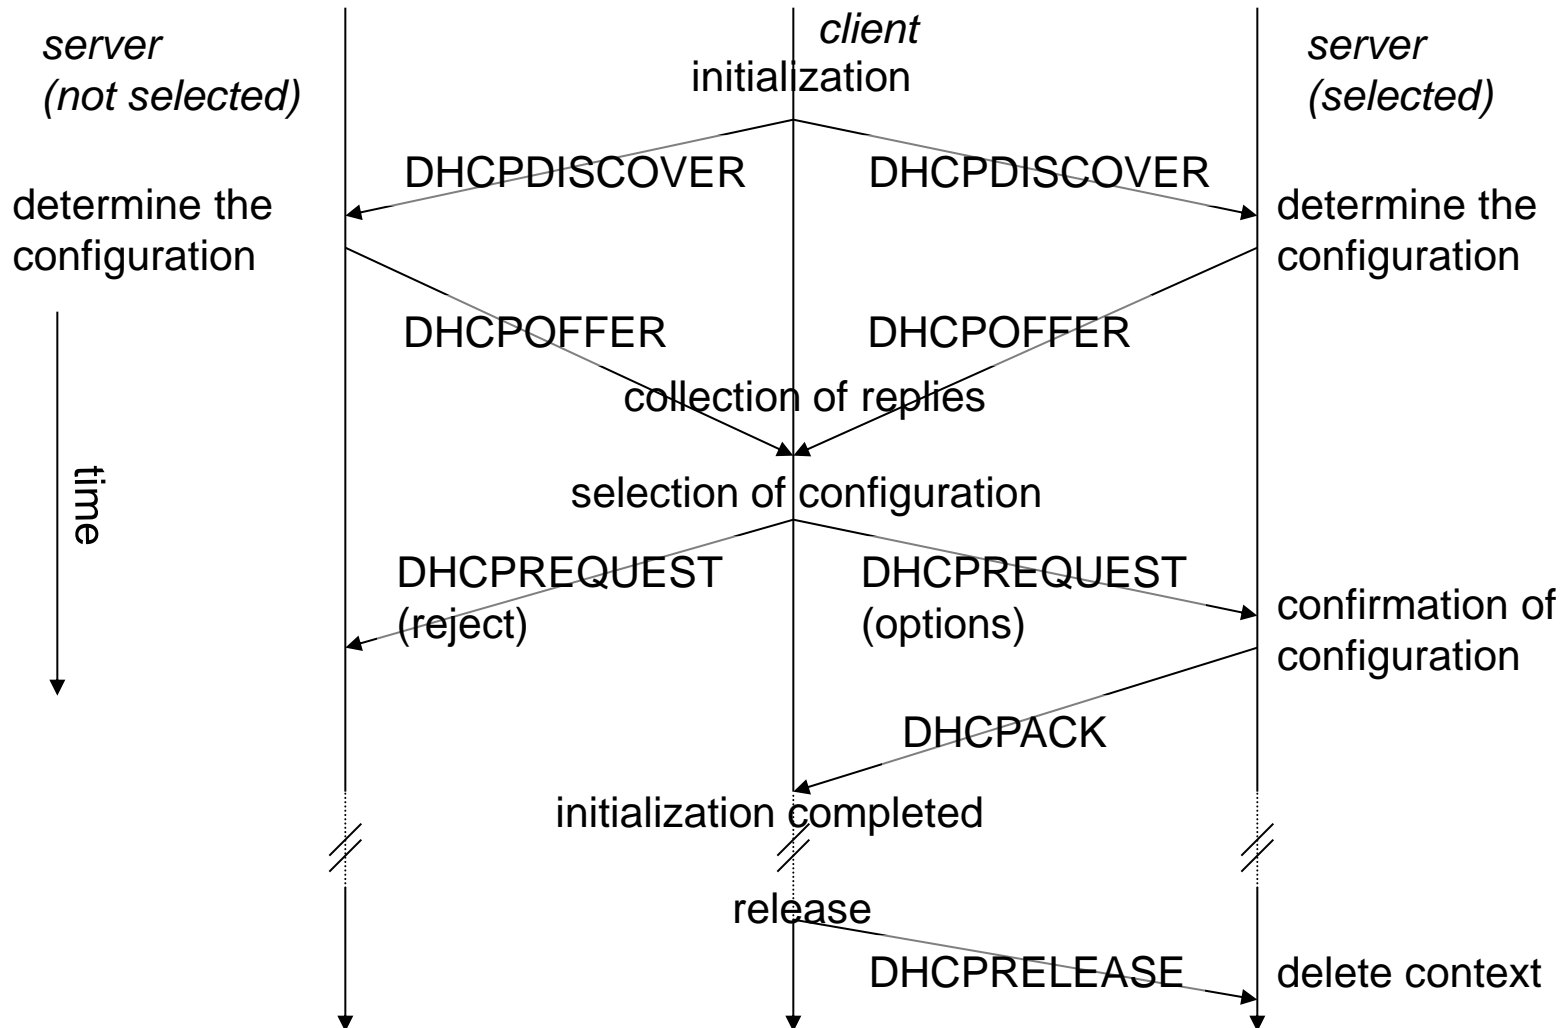 server
(not selected)
client
initialization
server
(selected)
DHCPDISCOVER
DHCPDISCOVER
determine the
configuration
determine the
configuration
DHCPOFFER
DHCPOFFER
collection of replies
time
selection of configuration
DHCPREQUEST
(reject)
DHCPREQUEST
(options)
confirmation of
configuration
DHCPACK
initialization completed
release
DHCPRELEASE
delete context